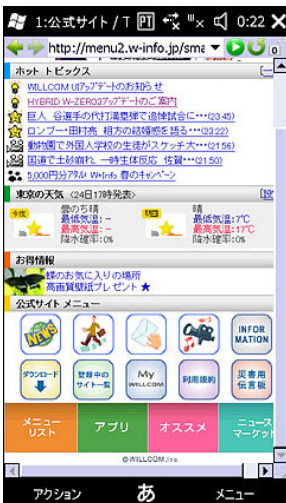 1:公式サイト / T PI 0:22
http://menu2.w-info.jp/sma
ホット トピックス
WILLCOM UIアップデートのお知らせ
HYBRID W-ZERO3アップデートのご案内
巨人 谷選手の代打満塁弾で追悼試合に…(23:45)
ロンブー・田村亮 相方の結婚感を語る…(23:22)
動物園で外国人学校の生徒がスケッチ大…(21:56)
国道で土砂崩れ 一時生体反応 佐賀…(21:50)
5,000円分ｱﾀﾙ! W+Info 春のキャンペーン
東京の天気 <24日17時発表>
今夜 曇のち晴
最低気温:-
最高気温:-
降水確率:0%
明日 晴
最低気温:7℃
最高気温:17℃
降水確率:0%
お得情報
蝶のお気に入りの場所
高画質壁紙プレゼント★
公式サイト メニュー
NEWS
INFORMATION
ダウンロード
登録中の
サイト一覧
My
WILLCOM
利用規約
災害用
伝言板
メニュー
リスト
アプリ
オススメ
ニュース
マーケット
©WILLCOM,Inc
アクション あ メニュー